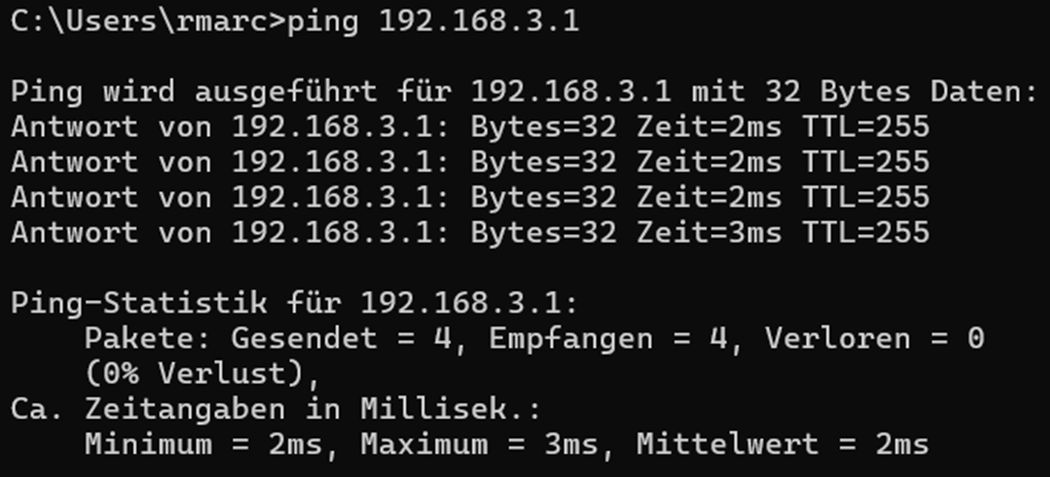 C:\Users\rmarc>ping 192.168.3.1
Ping wird ausgeführt für 192.168.3.1 mit 32 Bytes Daten:
Antwort von 192.168.3.1: Bytes=32 Zeit=2ms TTL=255
Antwort von 192.168.3.1: Bytes=32 Zeit=2ms TTL=255
Antwort von 192.168.3.1: Bytes=32 Zeit=2ms TTL=255
Antwort von 192.168.3.1: Bytes=32 Zeit=3ms TTL=255
Ping-Statistik für 192.168.3.1:
    Pakete: Gesendet = 4, Empfangen = 4, Verloren = 0
    (0% Verlust),
Ca. Zeitangaben in Millisek.:
    Minimum = 2ms, Maximum = 3ms, Mittelwert = 2ms